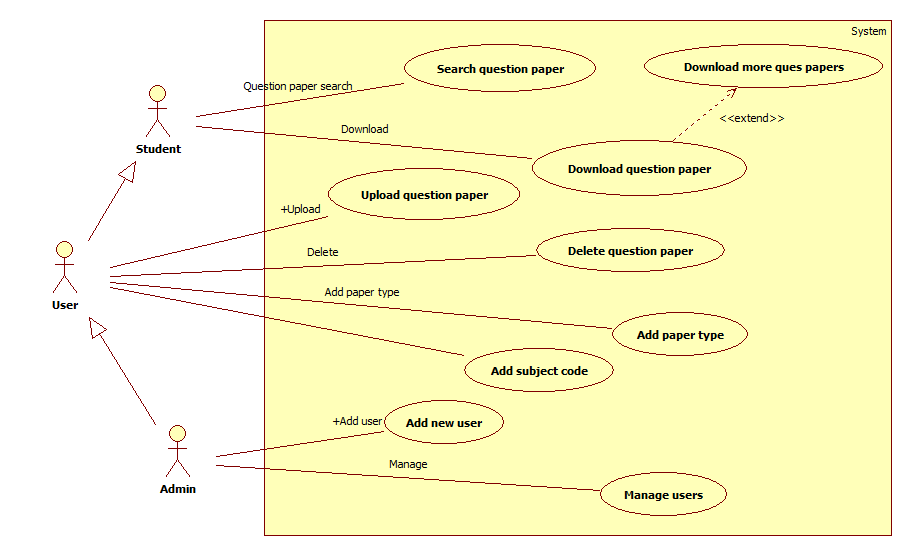 System
Search question paper
Download more ques papers
Question paper search
<<extend>>
Download
Student
Download question paper
Upload question paper
+Upload
Delete
Delete question paper
Add paper type
User
Add paper type
Add subject code
+Add user
Add new user
Manage
Admin
Manage users